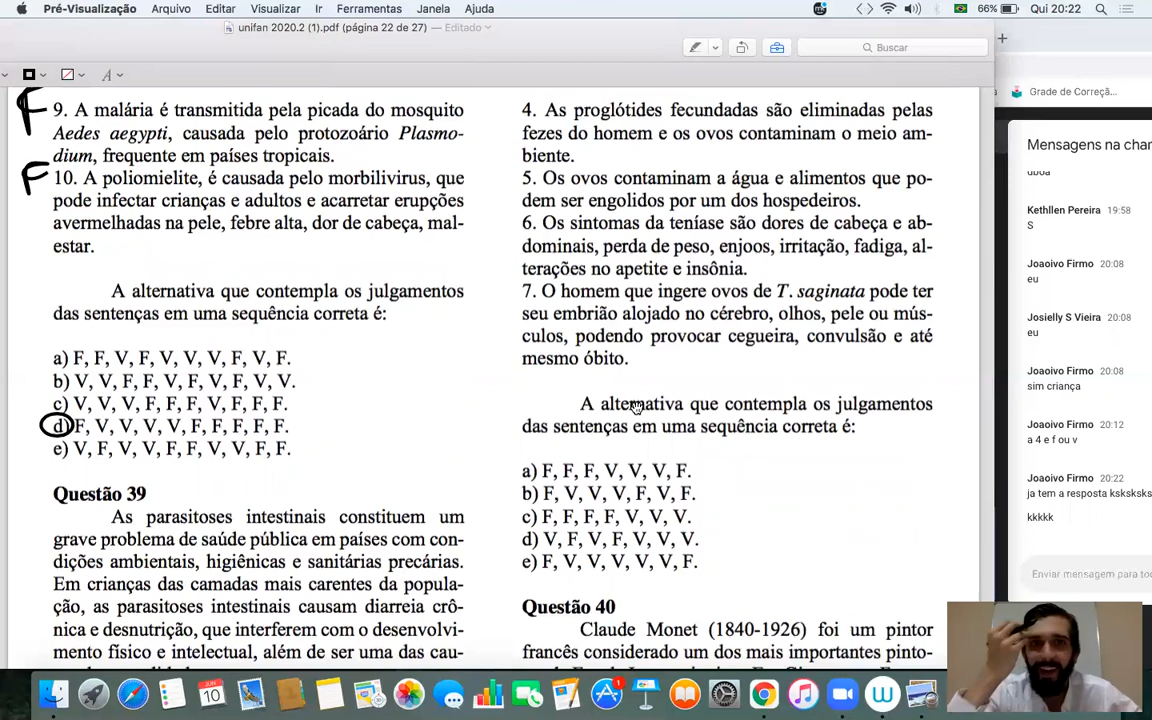 Pré-Visualização Arquivo Editar Visualizar Ir Ferramentas Janela Ajuda 66% Qui 20:22
unifan 2020.2 (1).pdf (página 22 de 27) — Editado
Buscar
A
F
9. A malária é transmitida pela picada do mosquito
Aedes aegypti, causada pelo protozoário Plasmo-
dium, frequente em países tropicais.
F
10. A poliomielite, é causada pelo morbilivirus, que
pode infectar crianças e adultos e acarretar erupções
avermelhadas na pele, febre alta, dor de cabeça, mal-
estar.
A alternativa que contempla os julgamentos
das sentenças em uma sequência correta é:
a) F, F, V, F, V, V, V, F, V, F.
b) V, V, F, F, V, F, V, F, V, V.
c) V, V, V, F, F, F, V, F, F, F.
d) F, V, V, V, V, F, F, F, F, F.
e) V, F, V, V, F, F, V, V, F, F.
Questão 39
As parasitoses intestinais constituem um
grave problema de saúde pública em países com con-
dições ambientais, higiênicas e sanitárias precárias.
Em crianças das camadas mais carentes da popula-
ção, as parasitoses intestinais causam diarreia crô-
nica e desnutrição, que interferem com o desenvolvi-
mento físico e intelectual, além de ser uma das cau-
4. As proglótides fecundadas são eliminadas pelas
fezes do homem e os ovos contaminam o meio am-
biente.
5. Os ovos contaminam a água e alimentos que po-
dem ser engolidos por um dos hospedeiros.
6. Os sintomas da teníase são dores de cabeça e ab-
dominais, perda de peso, enjoos, irritação, fadiga, al-
terações no apetite e insônia.
7. O homem que ingere ovos de T. saginata pode ter
seu embrião alojado no cérebro, olhos, pele ou mús-
culos, podendo provocar cegueira, convulsão e até
mesmo óbito.
A alternativa que contempla os julgamentos
das sentenças em uma sequência correta é:
a) F, F, F, V, V, V, F.
b) F, V, V, V, F, V, F.
c) F, F, F, F, V, V, V.
d) V, F, V, F, V, V, V.
e) F, V, V, V, V, V, F.
Questão 40
Claude Monet (1840-1926) foi um pintor
francês considerado um dos mais importantes pinto-
Grade de Correçã...
Mensagens na char
Kethllen Pereira 19:58
S
Joaoivo Firmo 20:08
eu
Josielly S Vieira 20:08
eu
Joaoivo Firmo 20:08
sim criança
Joaoivo Firmo 20:12
a 4 e f ou v
Joaoivo Firmo 20:22
ja tem a resposta ksksksks
kkkkk
Enviar mensagem para to
JUN
10
1
W